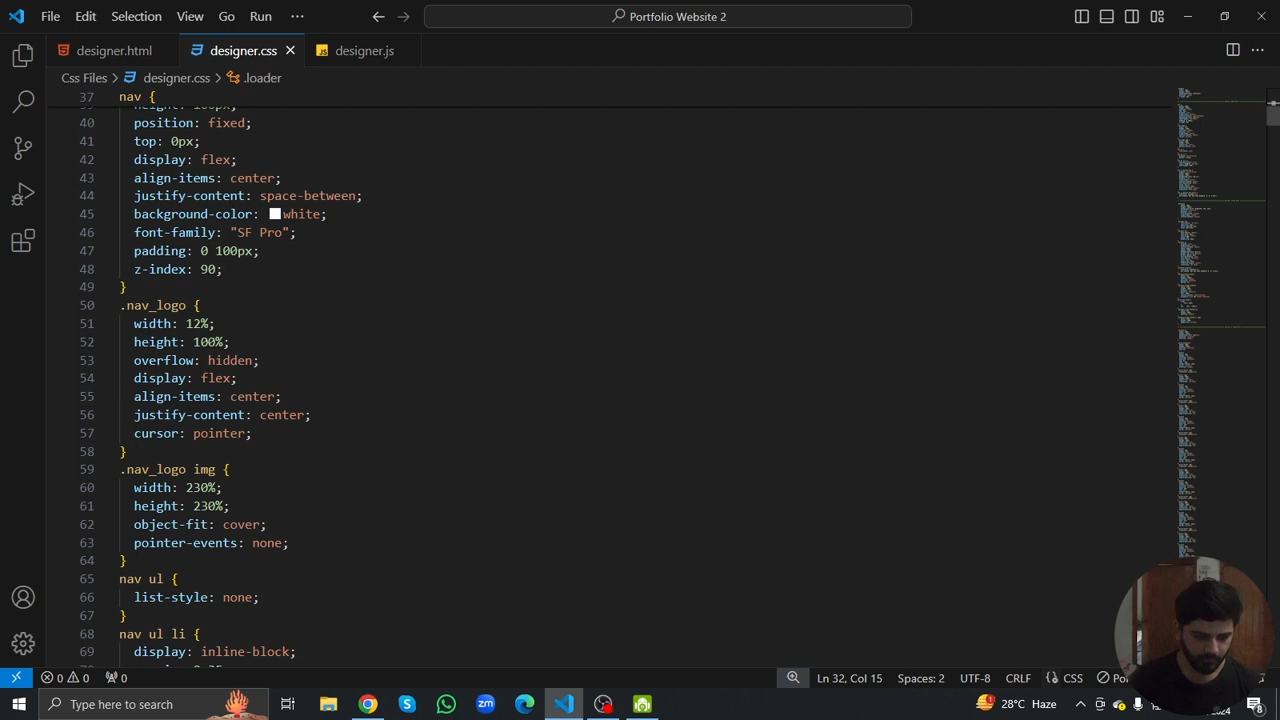 File Edit Selection View Go Run ··· Portfolio Website 2
designer.html designer.css designer.js
Css Files > designer.css > .loader
37 nav {
40 position: fixed;
41 top: 0px;
42 display: flex;
43 align-items: center;
44 justify-content: space-between;
45 background-color: white;
46 font-family: "SF Pro";
47 padding: 0 100px;
48 z-index: 90;
49 }
50 .nav_logo {
51 width: 12%;
52 height: 100%;
53 overflow: hidden;
54 display: flex;
55 align-items: center;
56 justify-content: center;
57 cursor: pointer;
58 }
59 .nav_logo img {
60 width: 230%;
61 height: 230%;
62 object-fit: cover;
63 pointer-events: none;
64 }
65 nav ul {
66 list-style: none;
67 }
68 nav ul li {
69 display: inline-block;
0 0 0 Ln 32, Col 15 Spaces: 2 UTF-8 CRLF CSS
Type here to search 28°C Haze 8